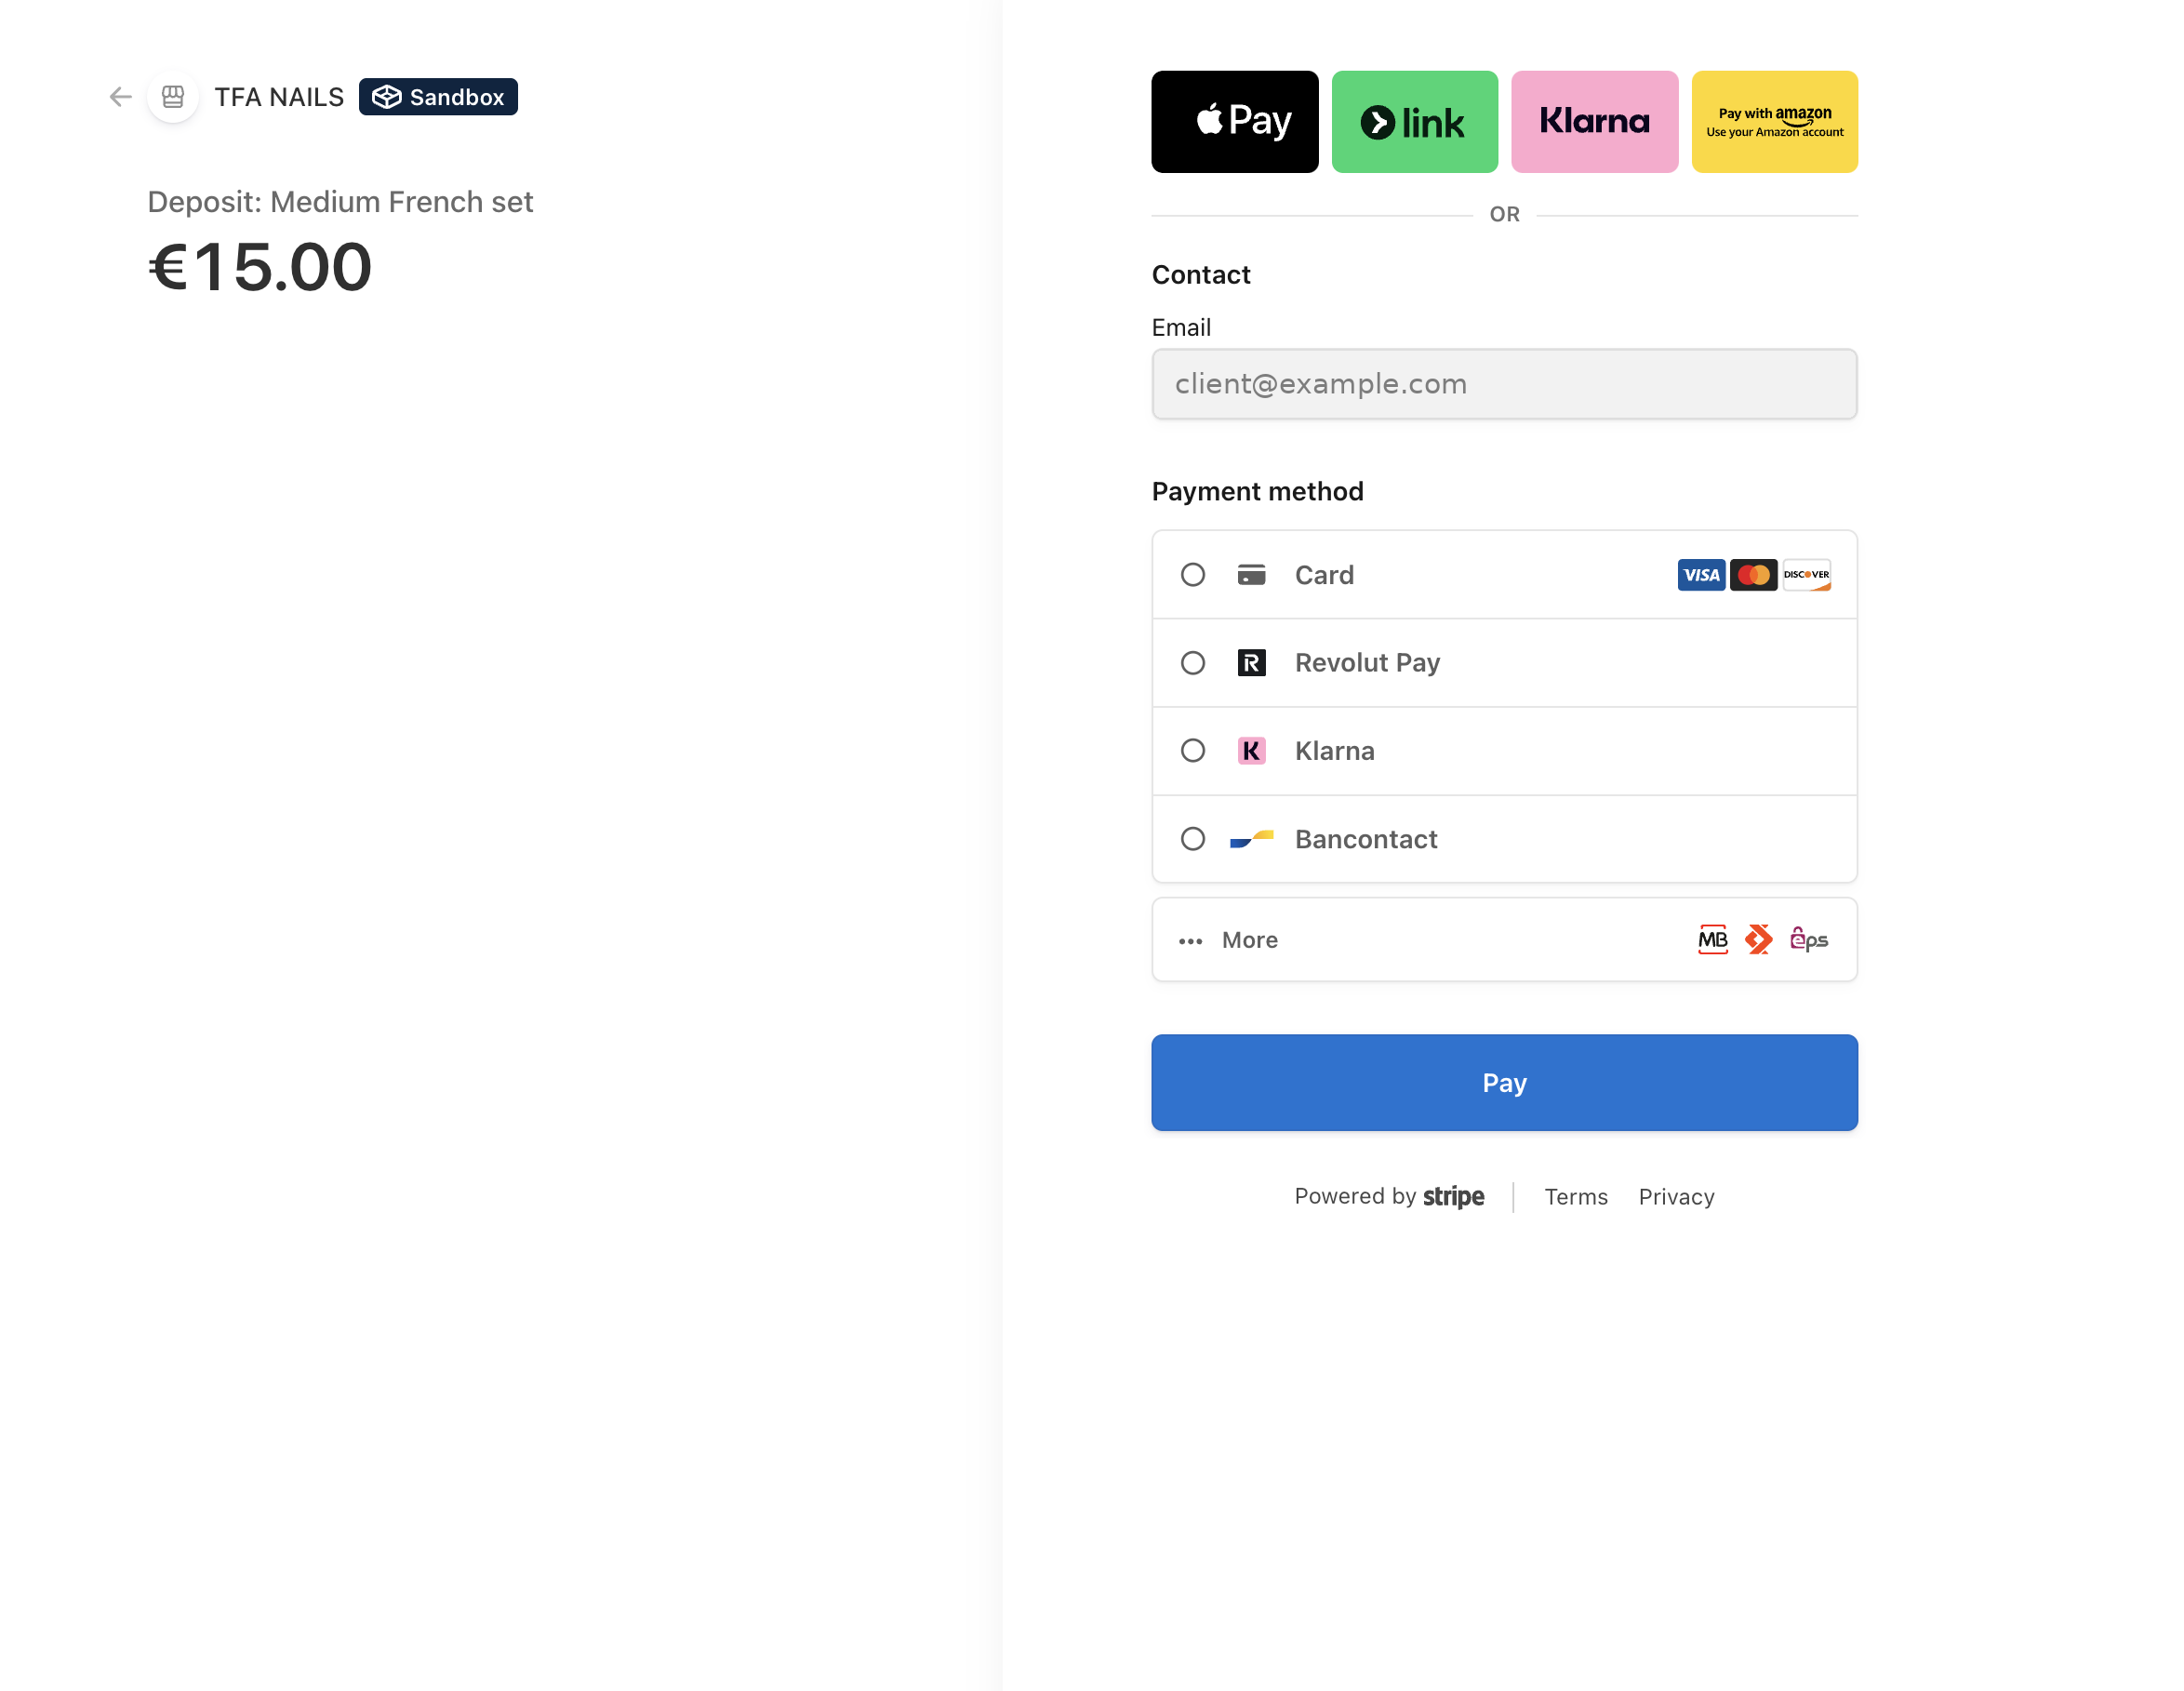 TFA NAILS Sandbox
Deposit: Medium French set
€15.00
Pay
link
Klarna
Pay with amazon
Use your Amazon account
OR
Contact
Email
client@example.com
Payment method
Card VISA DISCOVER
R Revolut Pay
K Klarna
Bancontact
More MB eps
Pay
Powered by stripe Terms Privacy